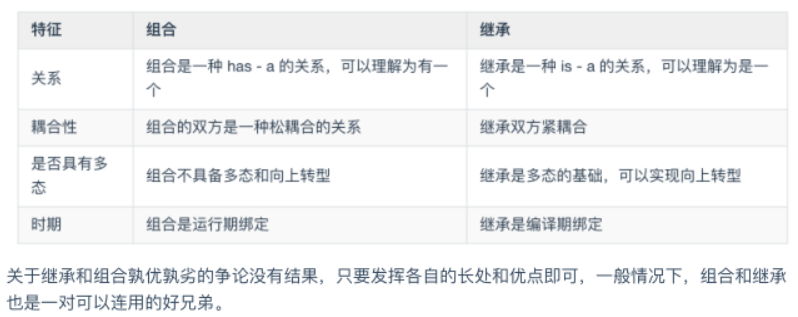 特征 组合 继承
关系 组合是一种 has - a 的关系，可以理解为有一 继承是一种 is - a 的关系，可以理解为是一
个 个
耦合性 组合的双方是一种松耦合的关系 继承双方紧耦合
是否具有多
态 组合不具备多态和向上转型 继承是多态的基础，可以实现向上转型
时期 组合是运行期绑定 继承是编译期绑定
关于继承和组合孰优孰劣的争论没有结果，只要发挥各自的长处和优点即可，一般情况下，组合和继承
也是一对可以连用的好兄弟。